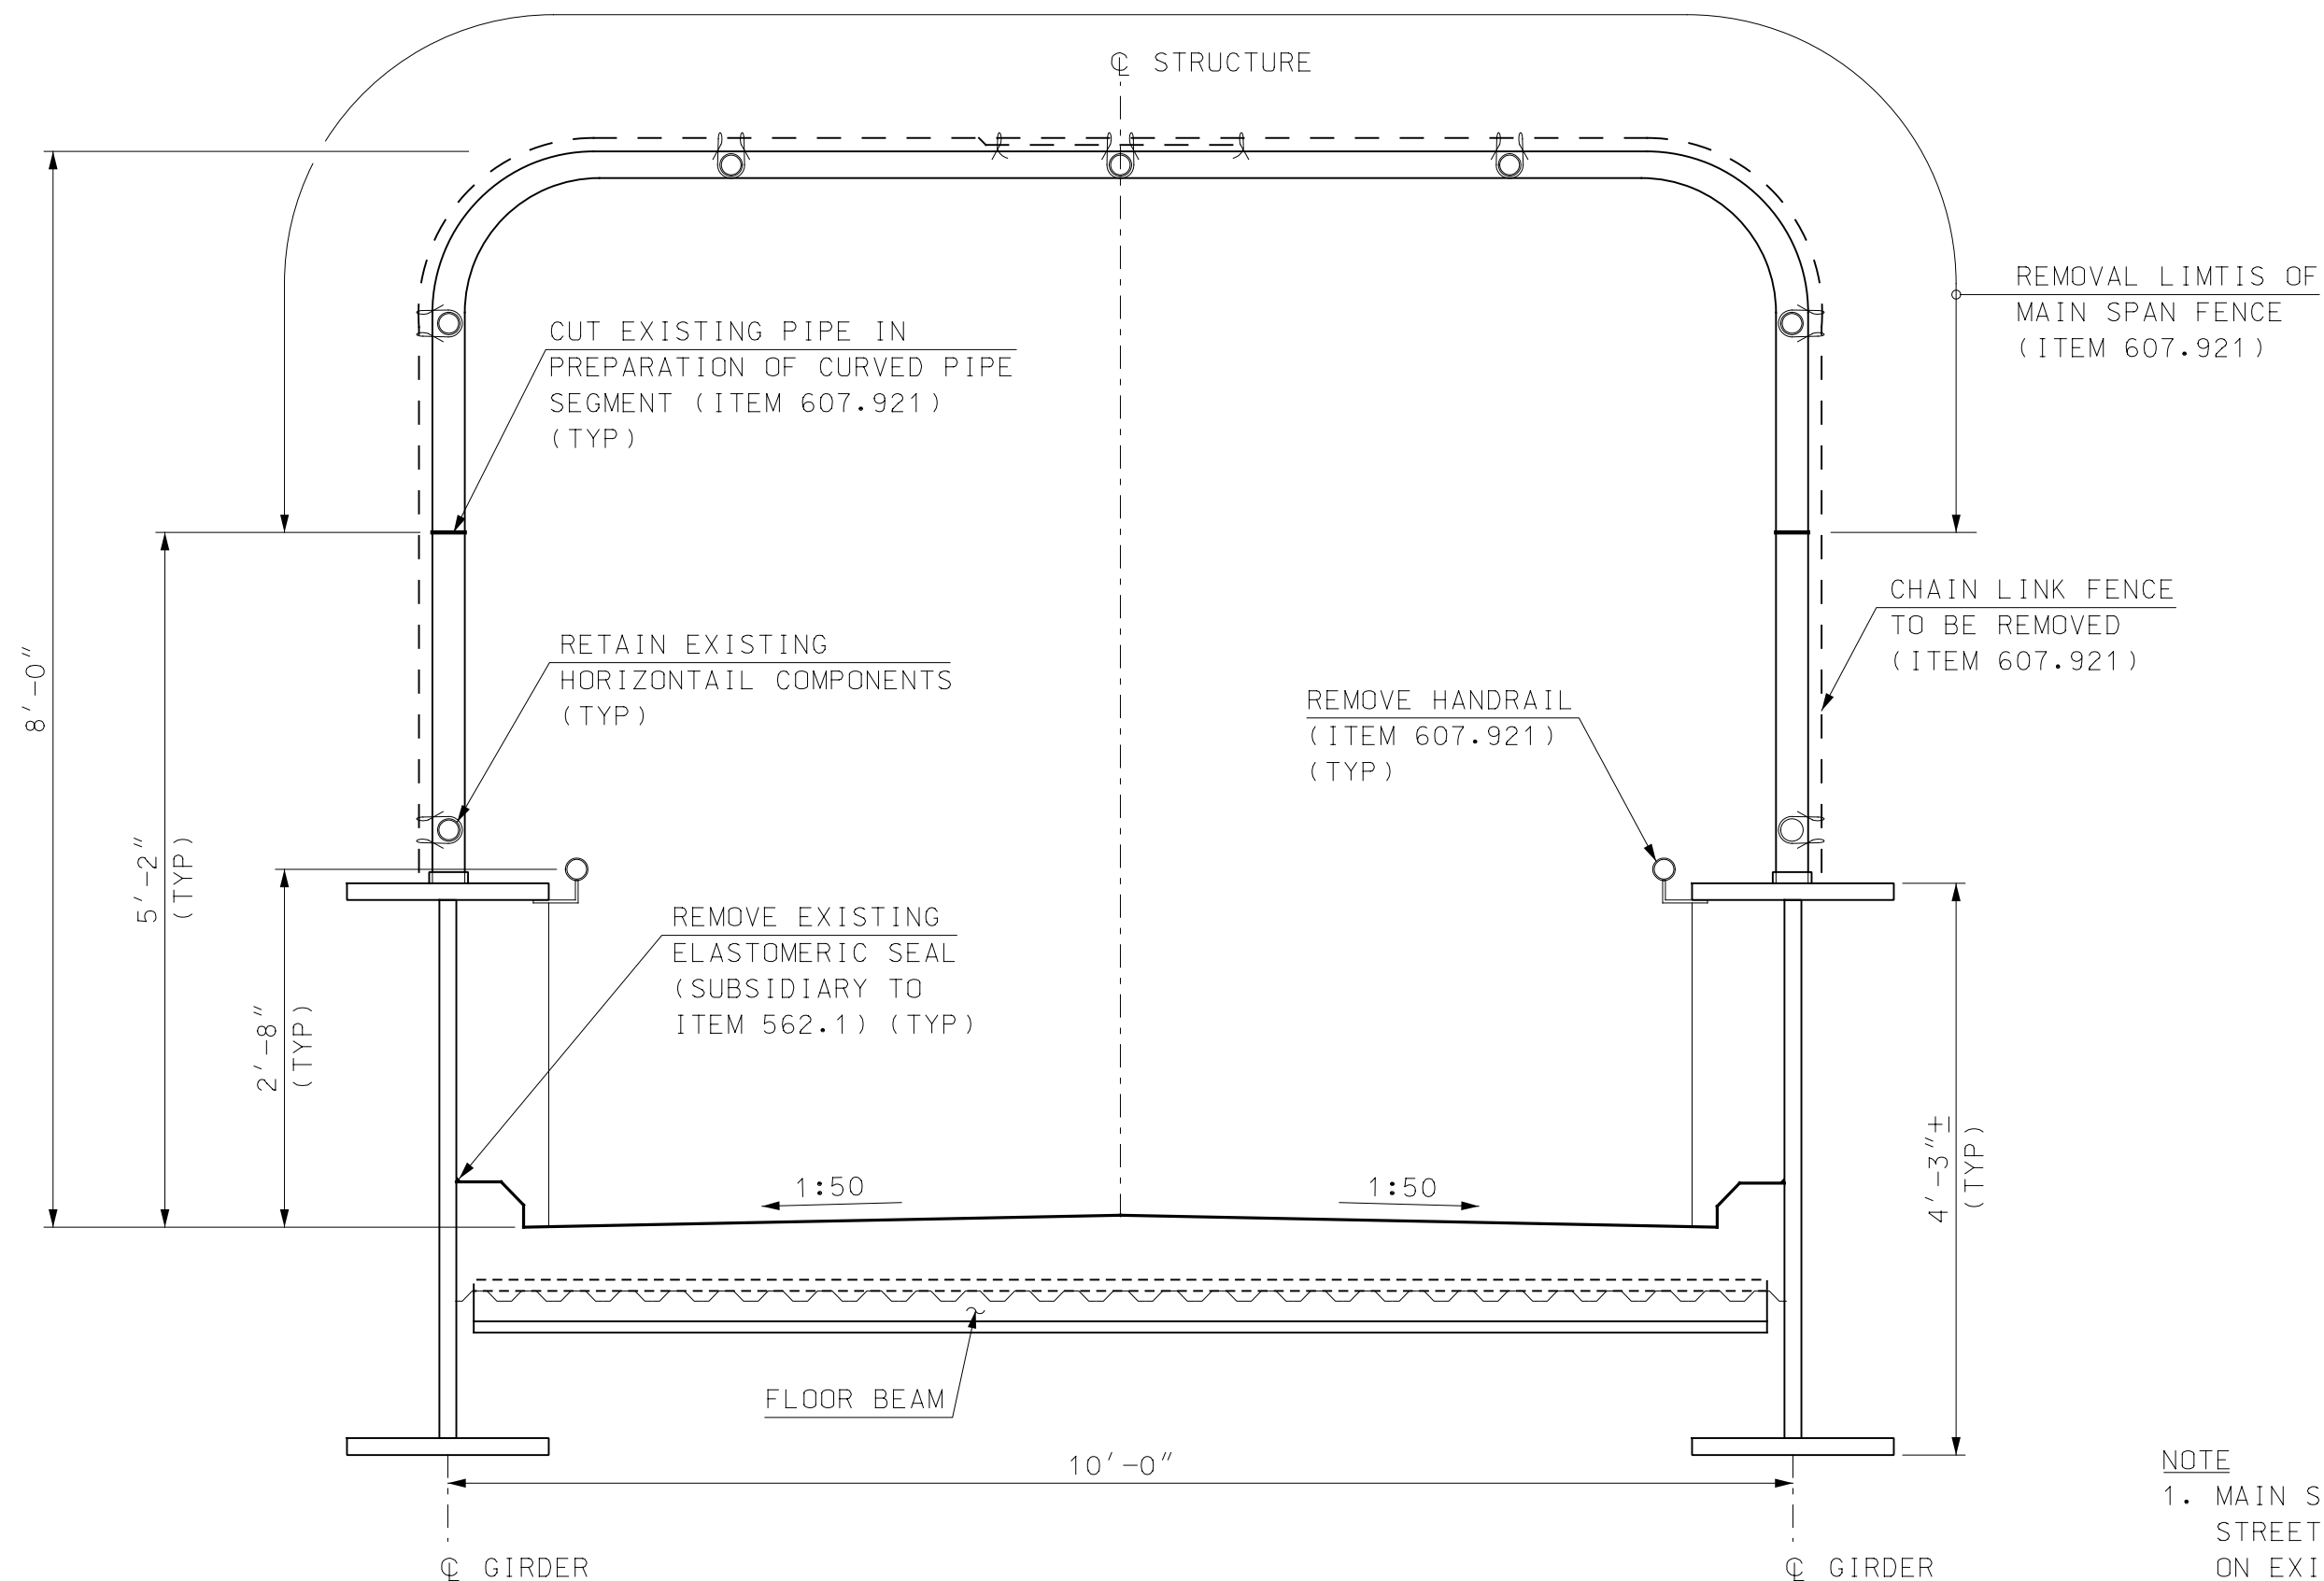 ℄ STRUCTURE
REMOVAL LIMTIS OF
MAIN SPAN FENCE
(ITEM 607.921)
CUT EXISTING PIPE IN
PREPARATION OF CURVED PIPE
SEGMENT (ITEM 607.921)
(TYP)
CHAIN LINK FENCE
TO BE REMOVED
(ITEM 607.921)
RETAIN EXISTING
HORIZONTAIL COMPONENTS
(TYP)
REMOVE HANDRAIL
(ITEM 607.921)
(TYP)
8'-0"
5'-2"
(TYP)
2'-8"
(TYP)
REMOVE EXISTING
ELASTOMERIC SEAL
(SUBSIDIARY TO
ITEM 562.1) (TYP)
4'-3"±
(TYP)
1:50
1:50
FLOOR BEAM
10'-0"
℄ GIRDER
℄ GIRDER
NOTE
1. MAIN S
STREET
ON EXI